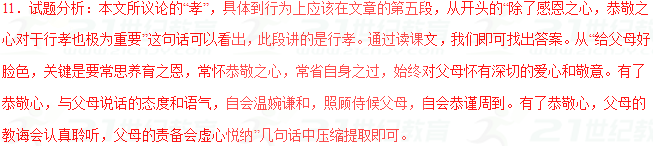 11．试题分析：本文所议论的“孝”，具体到行为上应该在文章的第五段，从开头的“除了感恩之心，恭敬之
心对于行孝也极为重要”这句话可以看出，此段讲的是行孝。通过读课文，我们即可找出答案。从“给父母好
脸色，关键是要常思养育之恩，常怀恭敬之心，常省自身之过，始终对父母怀有深切的爱心和敬意。有了
恭敬心，与父母说话的态度和语气，自会温婉谦和，照顾侍候父母，自会恭谨周到。有了恭敬心，父母的
教诲会认真聆听，父母的责备会虚心悦纳”几句话中压缩提取即可。